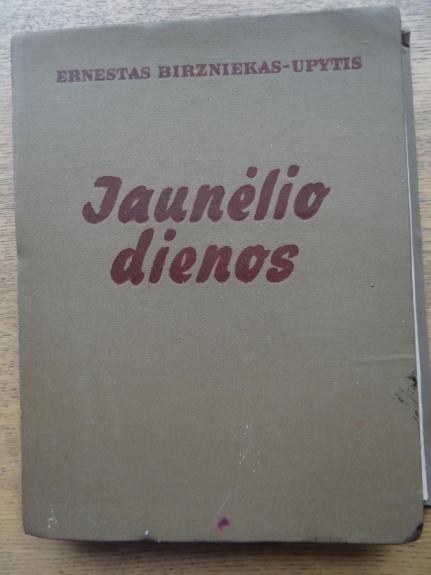 ERNESTAS BIRZNIEKAS-UPYTIS
Jaunėlio
dienos